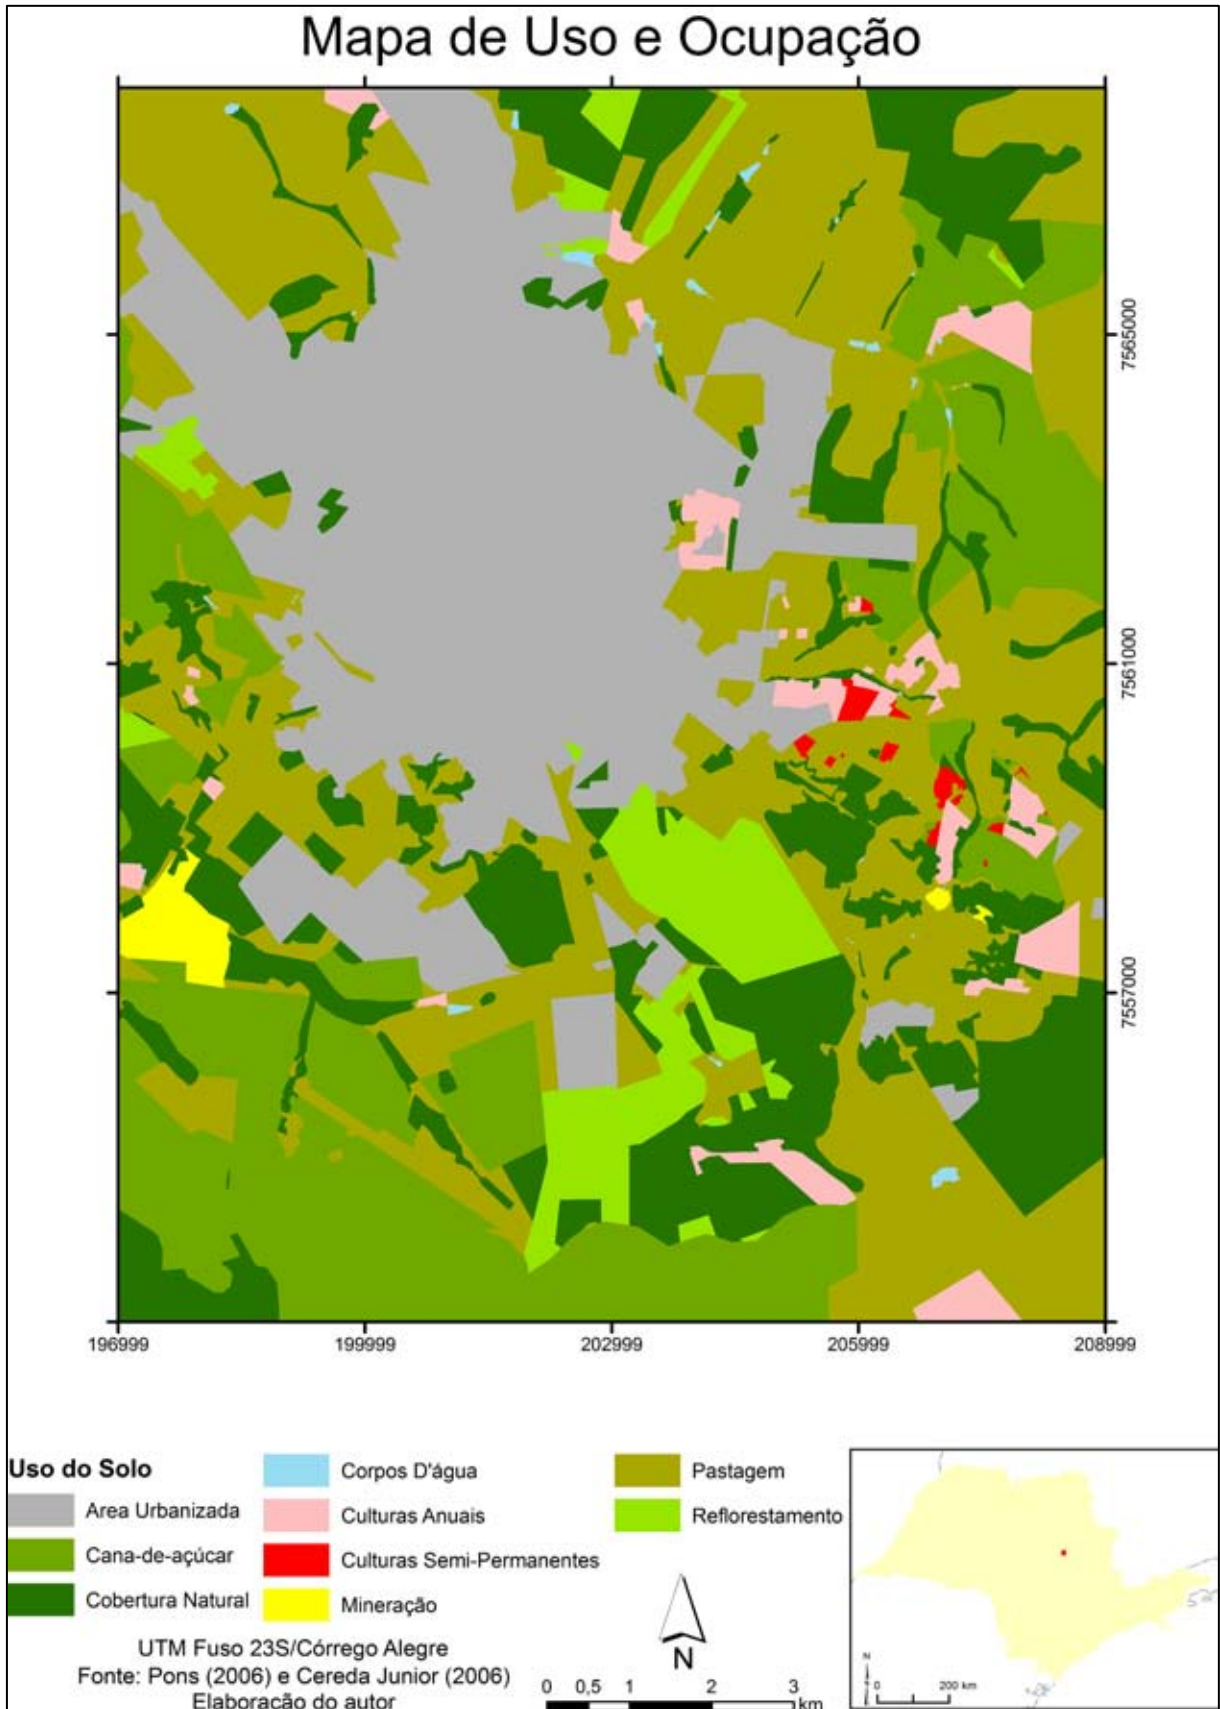 Mapa de Uso e Ocupação
7565000
7561000
7557000
196999 199999 202999 205999 208999
Uso do Solo
Area Urbanizada
Cana-de-açúcar
Cobertura Natural
Corpos D'água
Culturas Anuais
Culturas Semi-Permanentes
Mineração
Pastagem
Reflorestamento
UTM Fuso 23S/Córrego Alegre
Fonte: Pons (2006) e Cereda Junior (2006)
Elaboração do autor
N
0 0,5 1 2 3
km
N
0 200 km